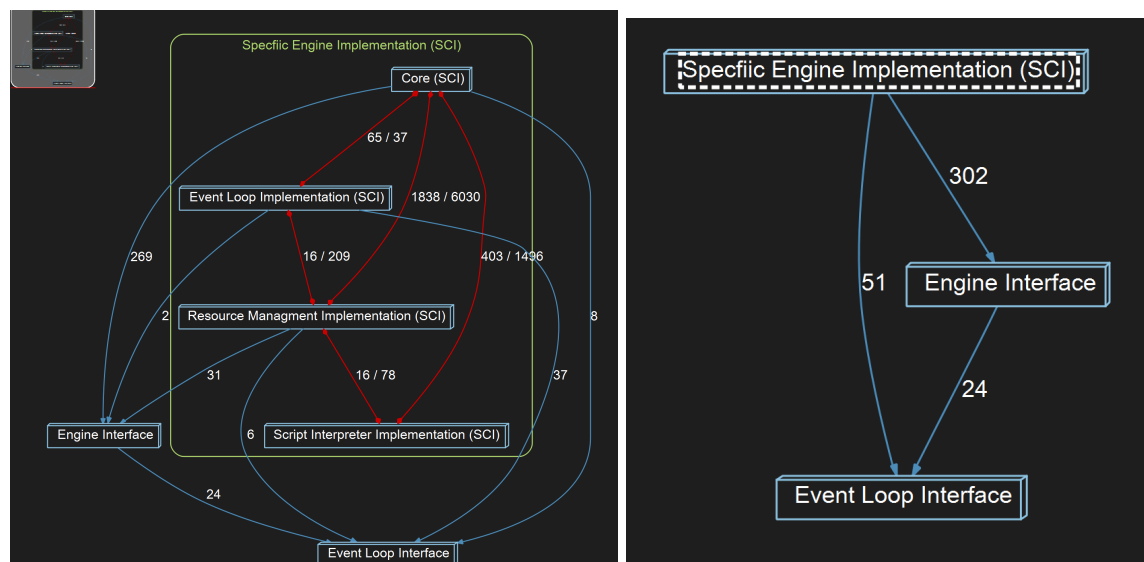 Specfiic Engine Implementation (SCI)
Core (SCI)
65 / 37
Event Loop Implementation (SCI)
1838 / 6030
269
16 / 209
403 / 1496
Resource Managment Implementation (SCI)
2
8
31
16 / 78
37
Engine Interface
6
Script Interpreter Implementation (SCI)
24
Event Loop Interface
Specfiic Engine Implementation (SCI)
302
51
Engine Interface
24
Event Loop Interface